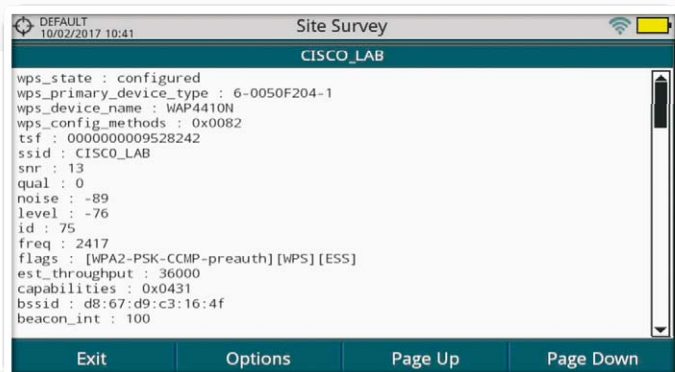 DEFAULT
10/02/2017 10:41
Site Survey
CISCO_LAB
wps_state : configured
wps_primary_device_type : 6-0050F204-1
wps_device_name : WAP4410N
wps_config_methods : 0x0082
tsf : 0000000009528242
ssid : CISCO_LAB
snr : 13
qual : 0
noise : -89
level : -76
id : 75
freq : 2417
flags : [WPA2-PSK-CCMP-preauth][WPS][ESS]
est_throughput : 36000
capabilities : 0x0431
bssid : d8:67:d9:c3:16:4f
beacon_int : 100
Exit
Options
Page Up
Page Down